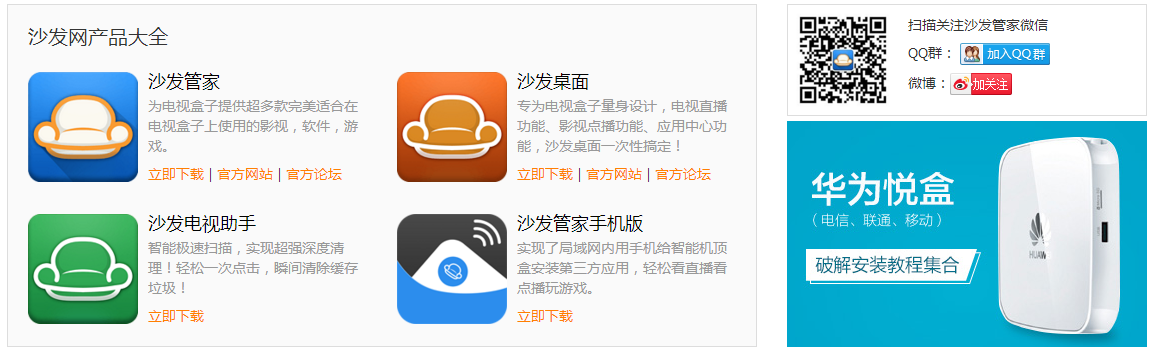 沙发网产品大全
沙发管家
为电视盒子提供超多款完美适合在
电视盒子上使用的影视，软件，游
戏。
立即下载 | 官方网站 | 官方论坛
沙发桌面
专为电视盒子量身设计，电视直播
功能、影视点播功能、应用中心功
能，沙发桌面一次性搞定！
立即下载 | 官方网站 | 官方论坛
沙发电视助手
智能极速扫描，实现超强深度清
理！轻松一次点击，瞬间清除缓存
垃圾！
立即下载
沙发管家手机版
实现了局域网内用手机给智能机顶
盒安装第三方应用，轻松看直播看
点播玩游戏。
立即下载
扫描关注沙发管家微信
QQ群： 加入QQ群
微博： 加关注
华为悦盒
（电信、联通、移动）
破解安装教程集合
HUAWEI